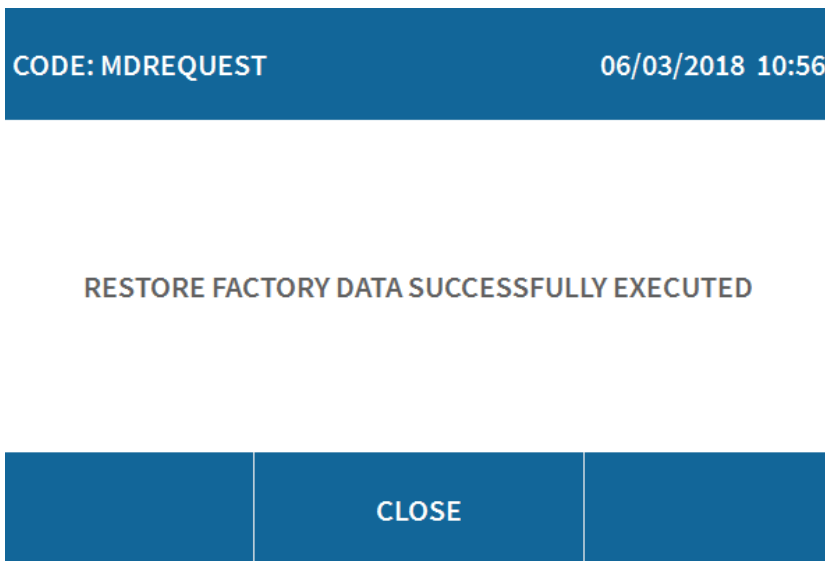 CODE: MDREQUEST 06/03/2018 10:56
RESTORE FACTORY DATA SUCCESSFULLY EXECUTED
CLOSE